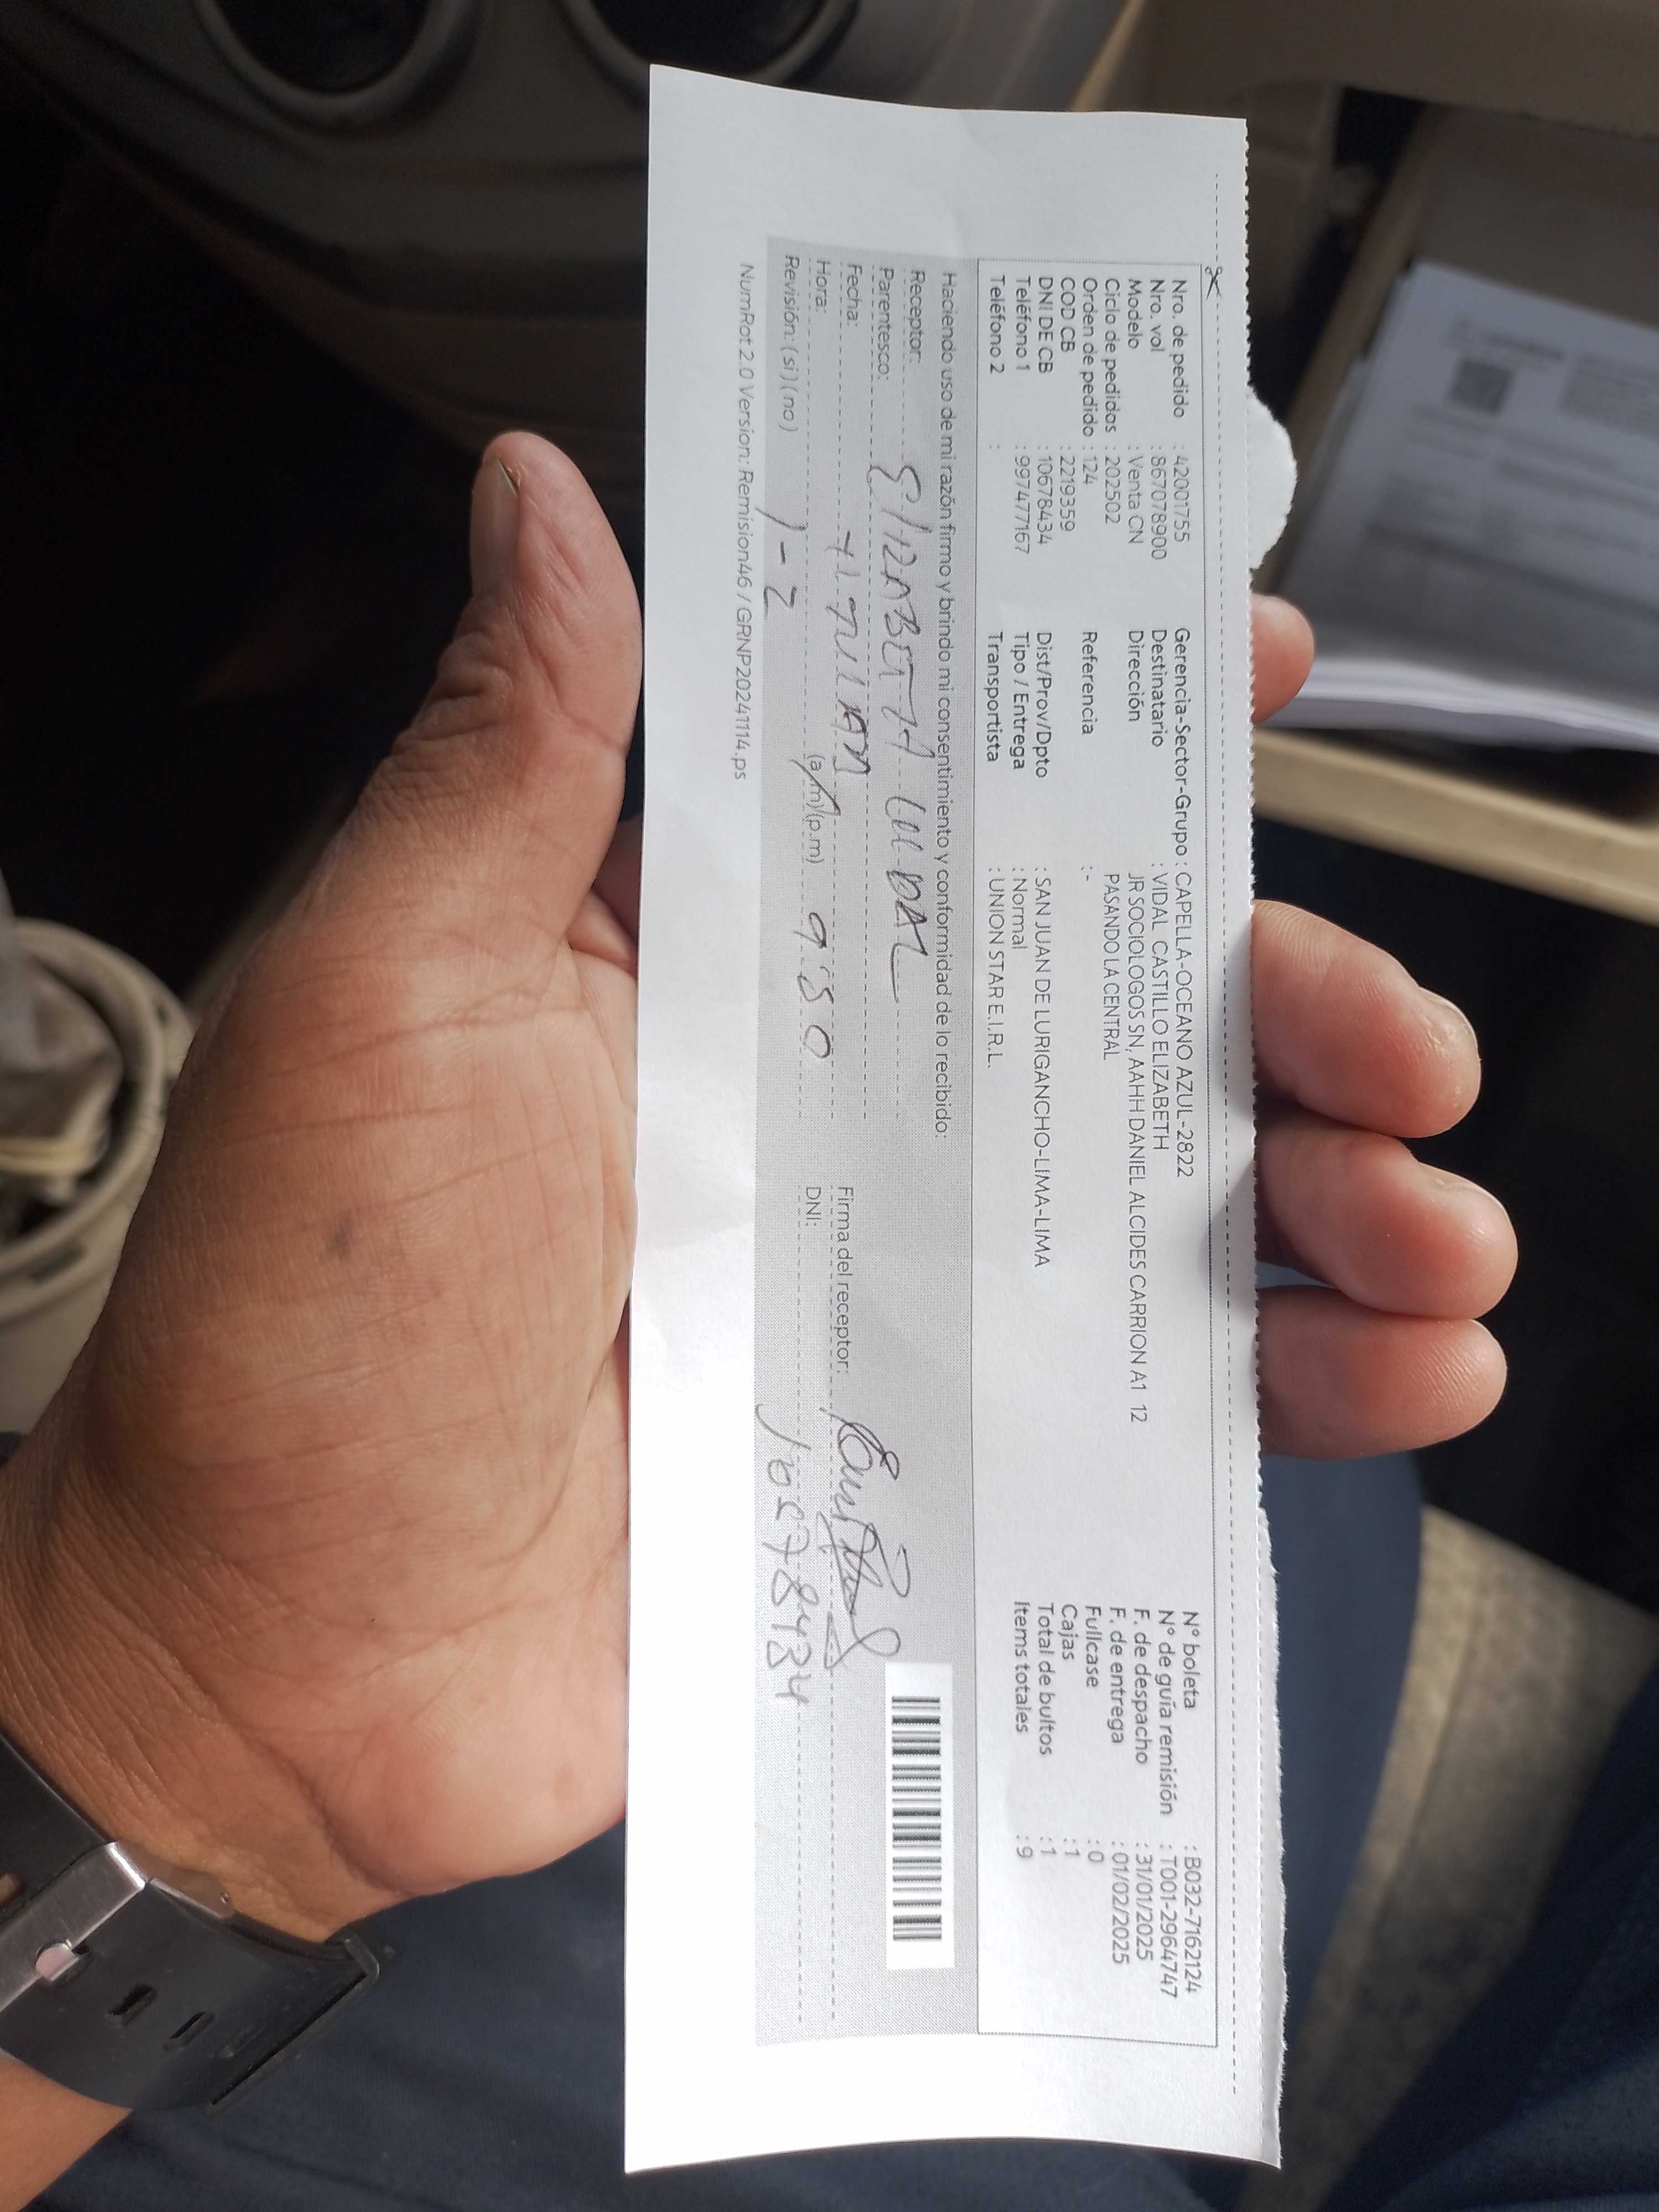 Nro. de pedido : 42001755
Nro. vol : 867078900
Modelo : Venta CN
Ciclo de pedidos : 202502
Orden de pedido : 124
COD CB : 2219359
DNI DE CB : 10678434
Teléfono 1 : 997477167
Teléfono 2 :
Gerencia-Sector-Grupo : CAPELLA-OCEANO AZUL-2822
Destinatario : VIDAL CASTILLO ELIZABETH
Dirección JR SOCIOLOGOS SN, AAHH DANIEL ALCIDES CARRION A1 12
PASANDO LA CENTRAL
Referencia : -
Dist/Prov/Dpto : SAN JUAN DE LURIGANCHO-LIMA-LIMA
Tipo / Entrega : Normal
Transportista : UNION STAR E.I.R.L.
N° boleta : B032-7162124
N° de guía remisión : T001-2964747
F. de despacho : 31/01/2025
F. de entrega : 01/02/2025
Fullcase : 0
Cajas : 1
Total de bultos : 1
Items totales : 9
Haciendo uso de mi razón firmo y brindo mi consentimiento y conformidad de lo recibido:
Receptor: ELIZABETH VIDAL
Parentesco:
Fecha: 1-2
Hora: (a.m)(p.m) 9:30
Revisión: (si) (no)
Firma del receptor:
DNI: 10678434
NumRot 2.0 Version: Remision46 / GRNP20241114.ps